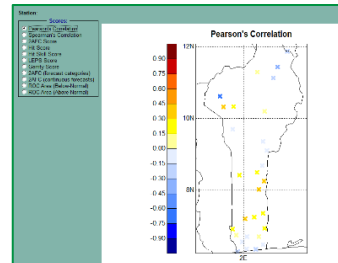 Station
Scores:
Pearson's Correlation
Spearman's Correlation
2AFC Score
Hit Score
Hit Skill Score
LEPS Score
Gerrity Score
2AFC (forecast categories)
2AFC (continuous forecasts)
ROC Area (Below-Normal)
ROC Area (Above-Normal)
Pearson's Correlation
12N
10N
8N
2E
0.90
0.75
0.60
0.45
0.30
0.15
0.00
-0.15
-0.30
-0.45
-0.60
-0.75
-0.90